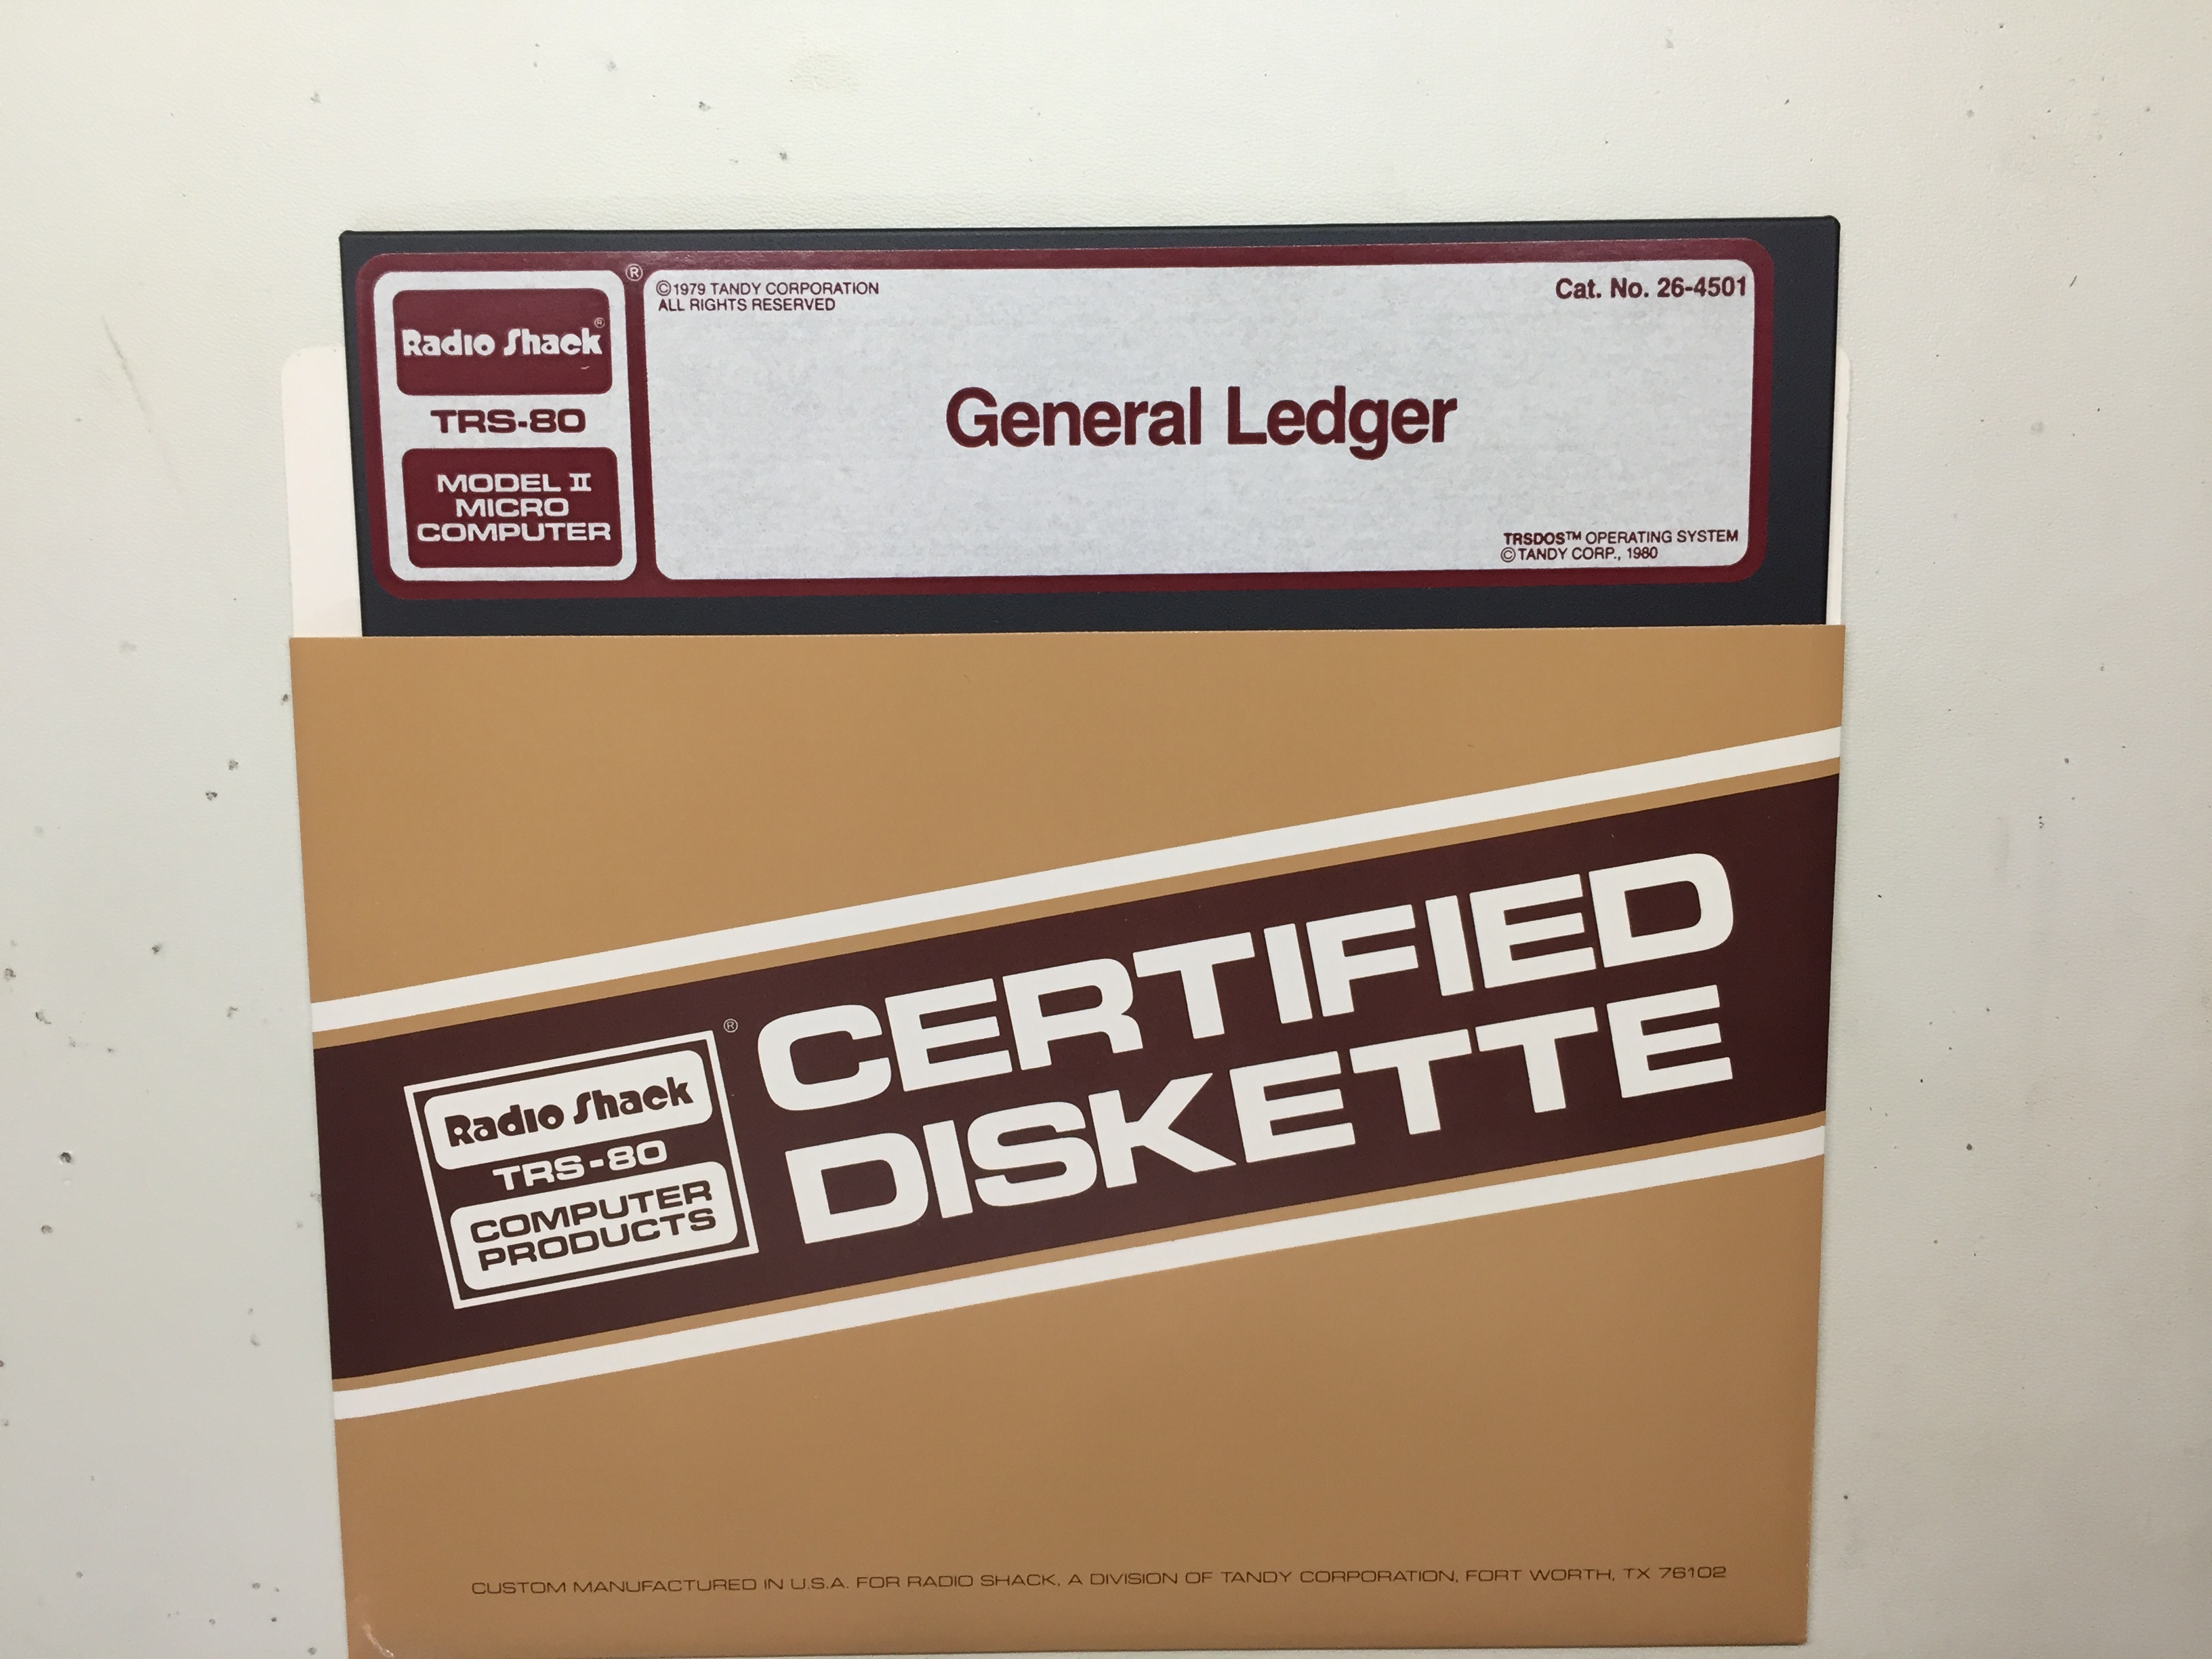 Radio Shack®
TRS-80
MODEL II
MICRO
COMPUTER
®
©1979 TANDY CORPORATION
ALL RIGHTS RESERVED
Cat. No. 26-4501
General Ledger
TRSDOS™ OPERATING SYSTEM
©TANDY CORP., 1980
CERTIFIED
DISKETTE
Radio Shack
®
TRS-80
COMPUTER
PRODUCTS
CUSTOM MANUFACTURED IN U.S.A. FOR RADIO SHACK, A DIVISION OF TANDY CORPORATION, FORT WORTH, TX 76102